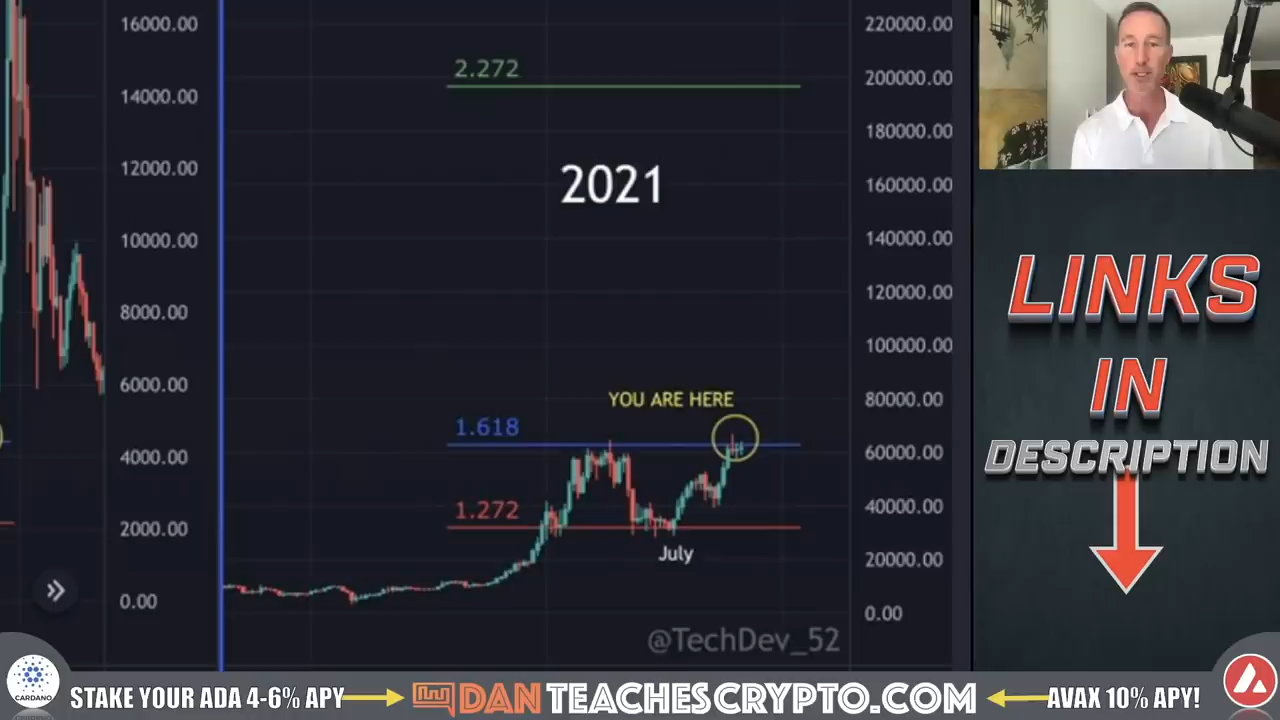 16000.00
14000.00
12000.00
10000.00
8000.00
6000.00
4000.00
2000.00
0.00
2.272
2021
YOU ARE HERE
1.618
1.272
July
@TechDev_52
220000.00
200000.00
180000.00
160000.00
140000.00
120000.00
100000.00
80000.00
60000.00
40000.00
20000.00
0.00
LINKS
IN
DESCRIPTION
CARDANO
STAKE YOUR ADA 4-6% APY
DANTEACHESCRYPTO.COM
AVAX 10% APY!